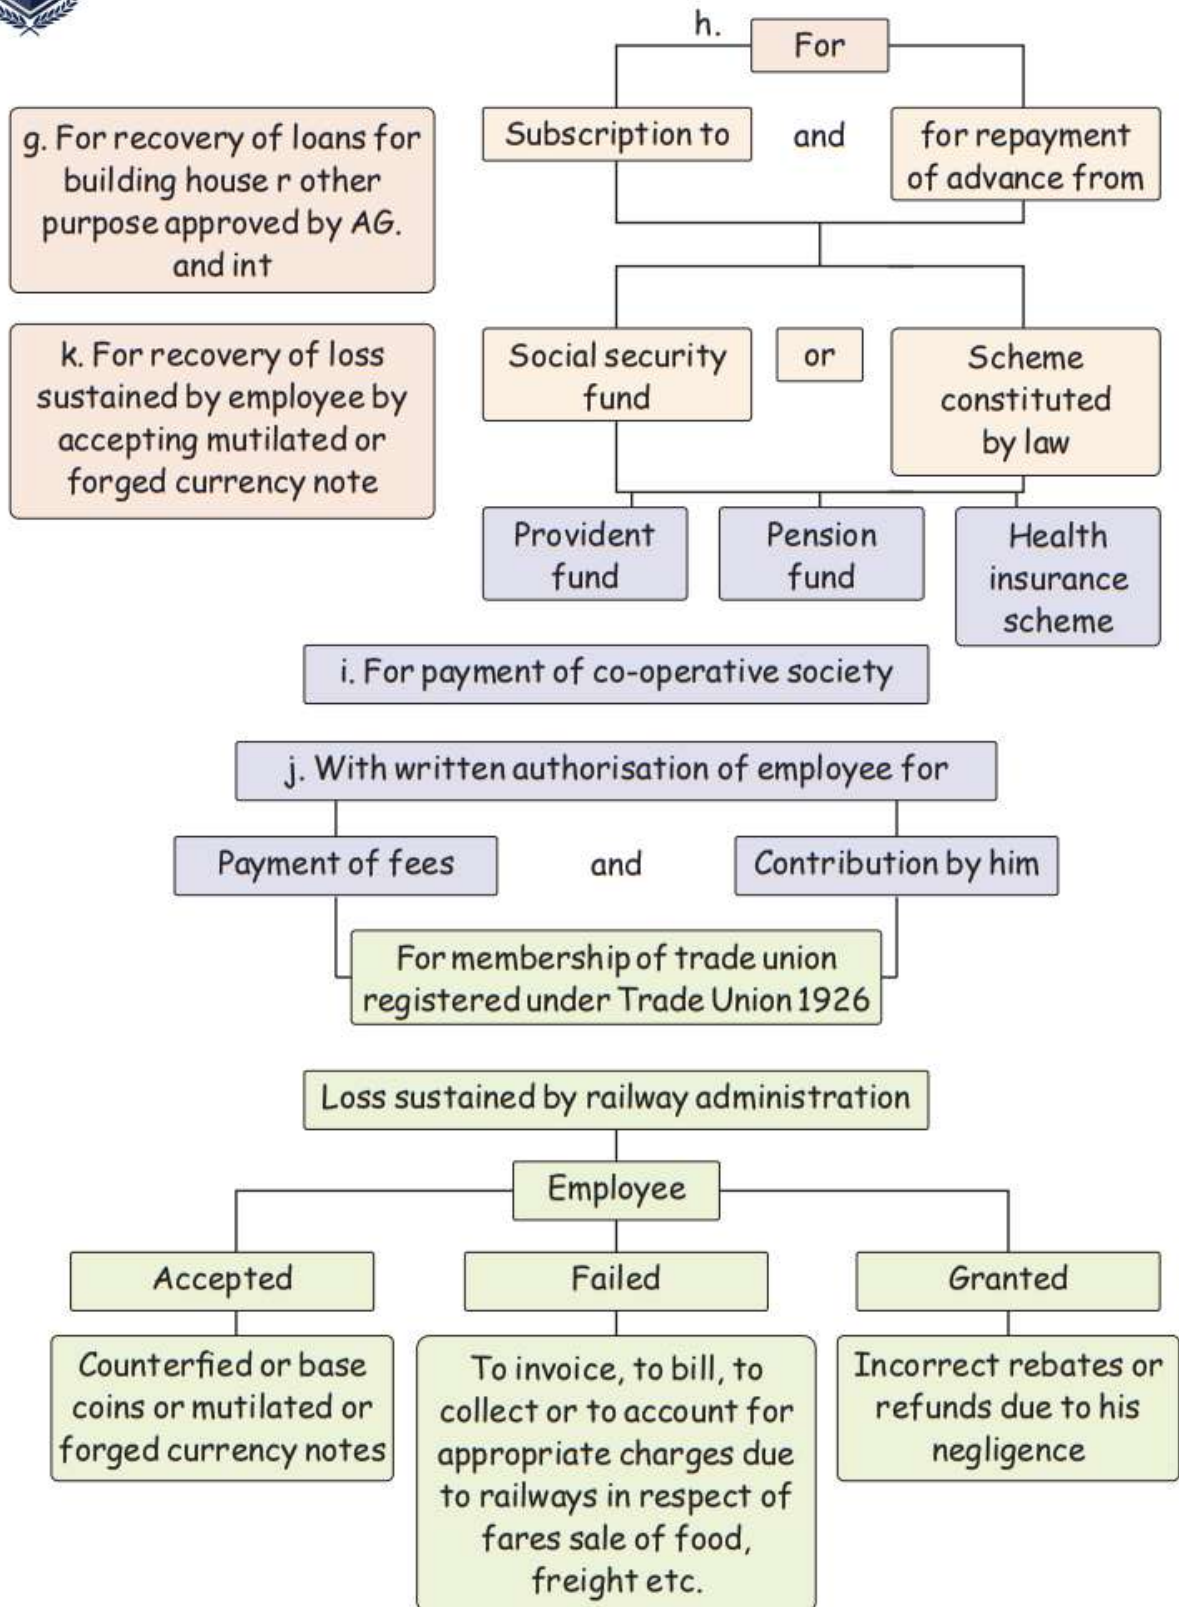 h.
For
g. For recovery of loans for
building house r other
purpose approved by AG.
and int
Subscription to
and
for repayment
of advance from
k. For recovery of loss
sustained by employee by
accepting mutilated or
forged currency note
Social security
fund
or
Scheme
constituted
by law
Provident
fund
Pension
fund
Health
insurance
scheme
i. For payment of co-operative society
j. With written authorisation of employee for
Payment of fees
and
Contribution by him
For membership of trade union
registered under Trade Union 1926
Loss sustained by railway administration
Employee
Accepted
Failed
Granted
Counterfied or base
coins or mutilated or
forged currency notes
To invoice, to bill, to
collect or to account for
appropriate charges due
to railways in respect of
fares sale of food,
freight etc.
Incorrect rebates or
refunds due to his
negligence